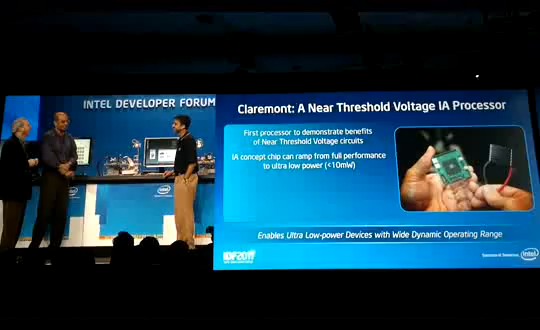 INTEL DEVELOPER FORUM
Claremont: A Near Threshold Voltage IA Processor
First processor to demonstrate benefits
of Near Threshold Voltage circuits
IA concept chip can ramp from full performance
to ultra low power (<10mW)
Enables Ultra Low-power Devices with Wide Dynamic Operating Range
IDF2011
intel